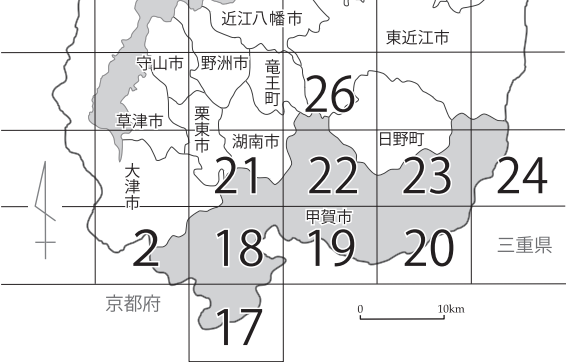 近江八幡市
東近江市
守山市
野洲市
竜王町
26
草津市
栗東市
湖南市
日野町
大津市
21
22
23
24
甲賀市
2
18
19
20
三重県
京都府
17
0
10km